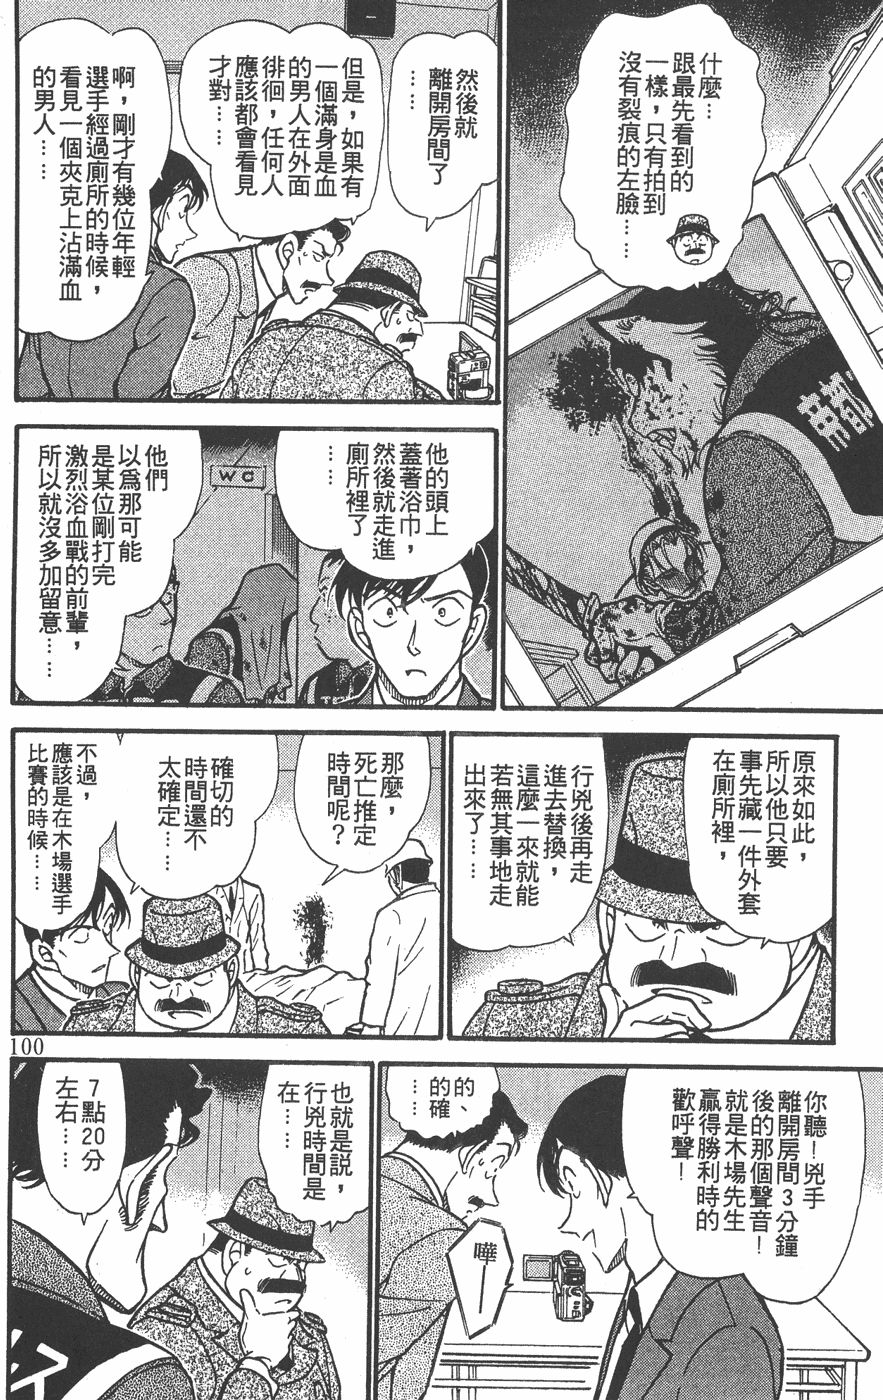 什麼…
跟最先看到的
一樣，只有拍到
沒有裂痕的左臉……
帝都
然後就
離開房間了
……
但是，如果有
一個滿身是血
的男人在外面
徘徊，任何人
應該都會看見
才對……
啊，剛才有幾位年輕
選手經過廁所的時候，
看見一個夾克上沾滿血
的男人……
他的頭上
蓋著浴巾，
然後就走進
廁所裡了
……
WC
他們
以為那可能
是某位剛打完
激烈浴血戰的前輩，
所以就沒多加留意……
原來如此，
所以他只要
事先藏一件外套
在廁所裡，
行兇後再走
進去替換，
這麼一來就能
若無其事地走
出來了……
那麼，
死亡推定
時間呢？
確切的
時間還不
太確定……
不過，
應該是在木場選手
比賽的時候……
100
你聽！兇手
離開房間3分鐘
後的那個聲音！
就是木場先生
贏得勝利時的
歡呼聲！
嘩——
的、
的確
……
也就是說，
行兇時間是
在……
7點20分
左右……